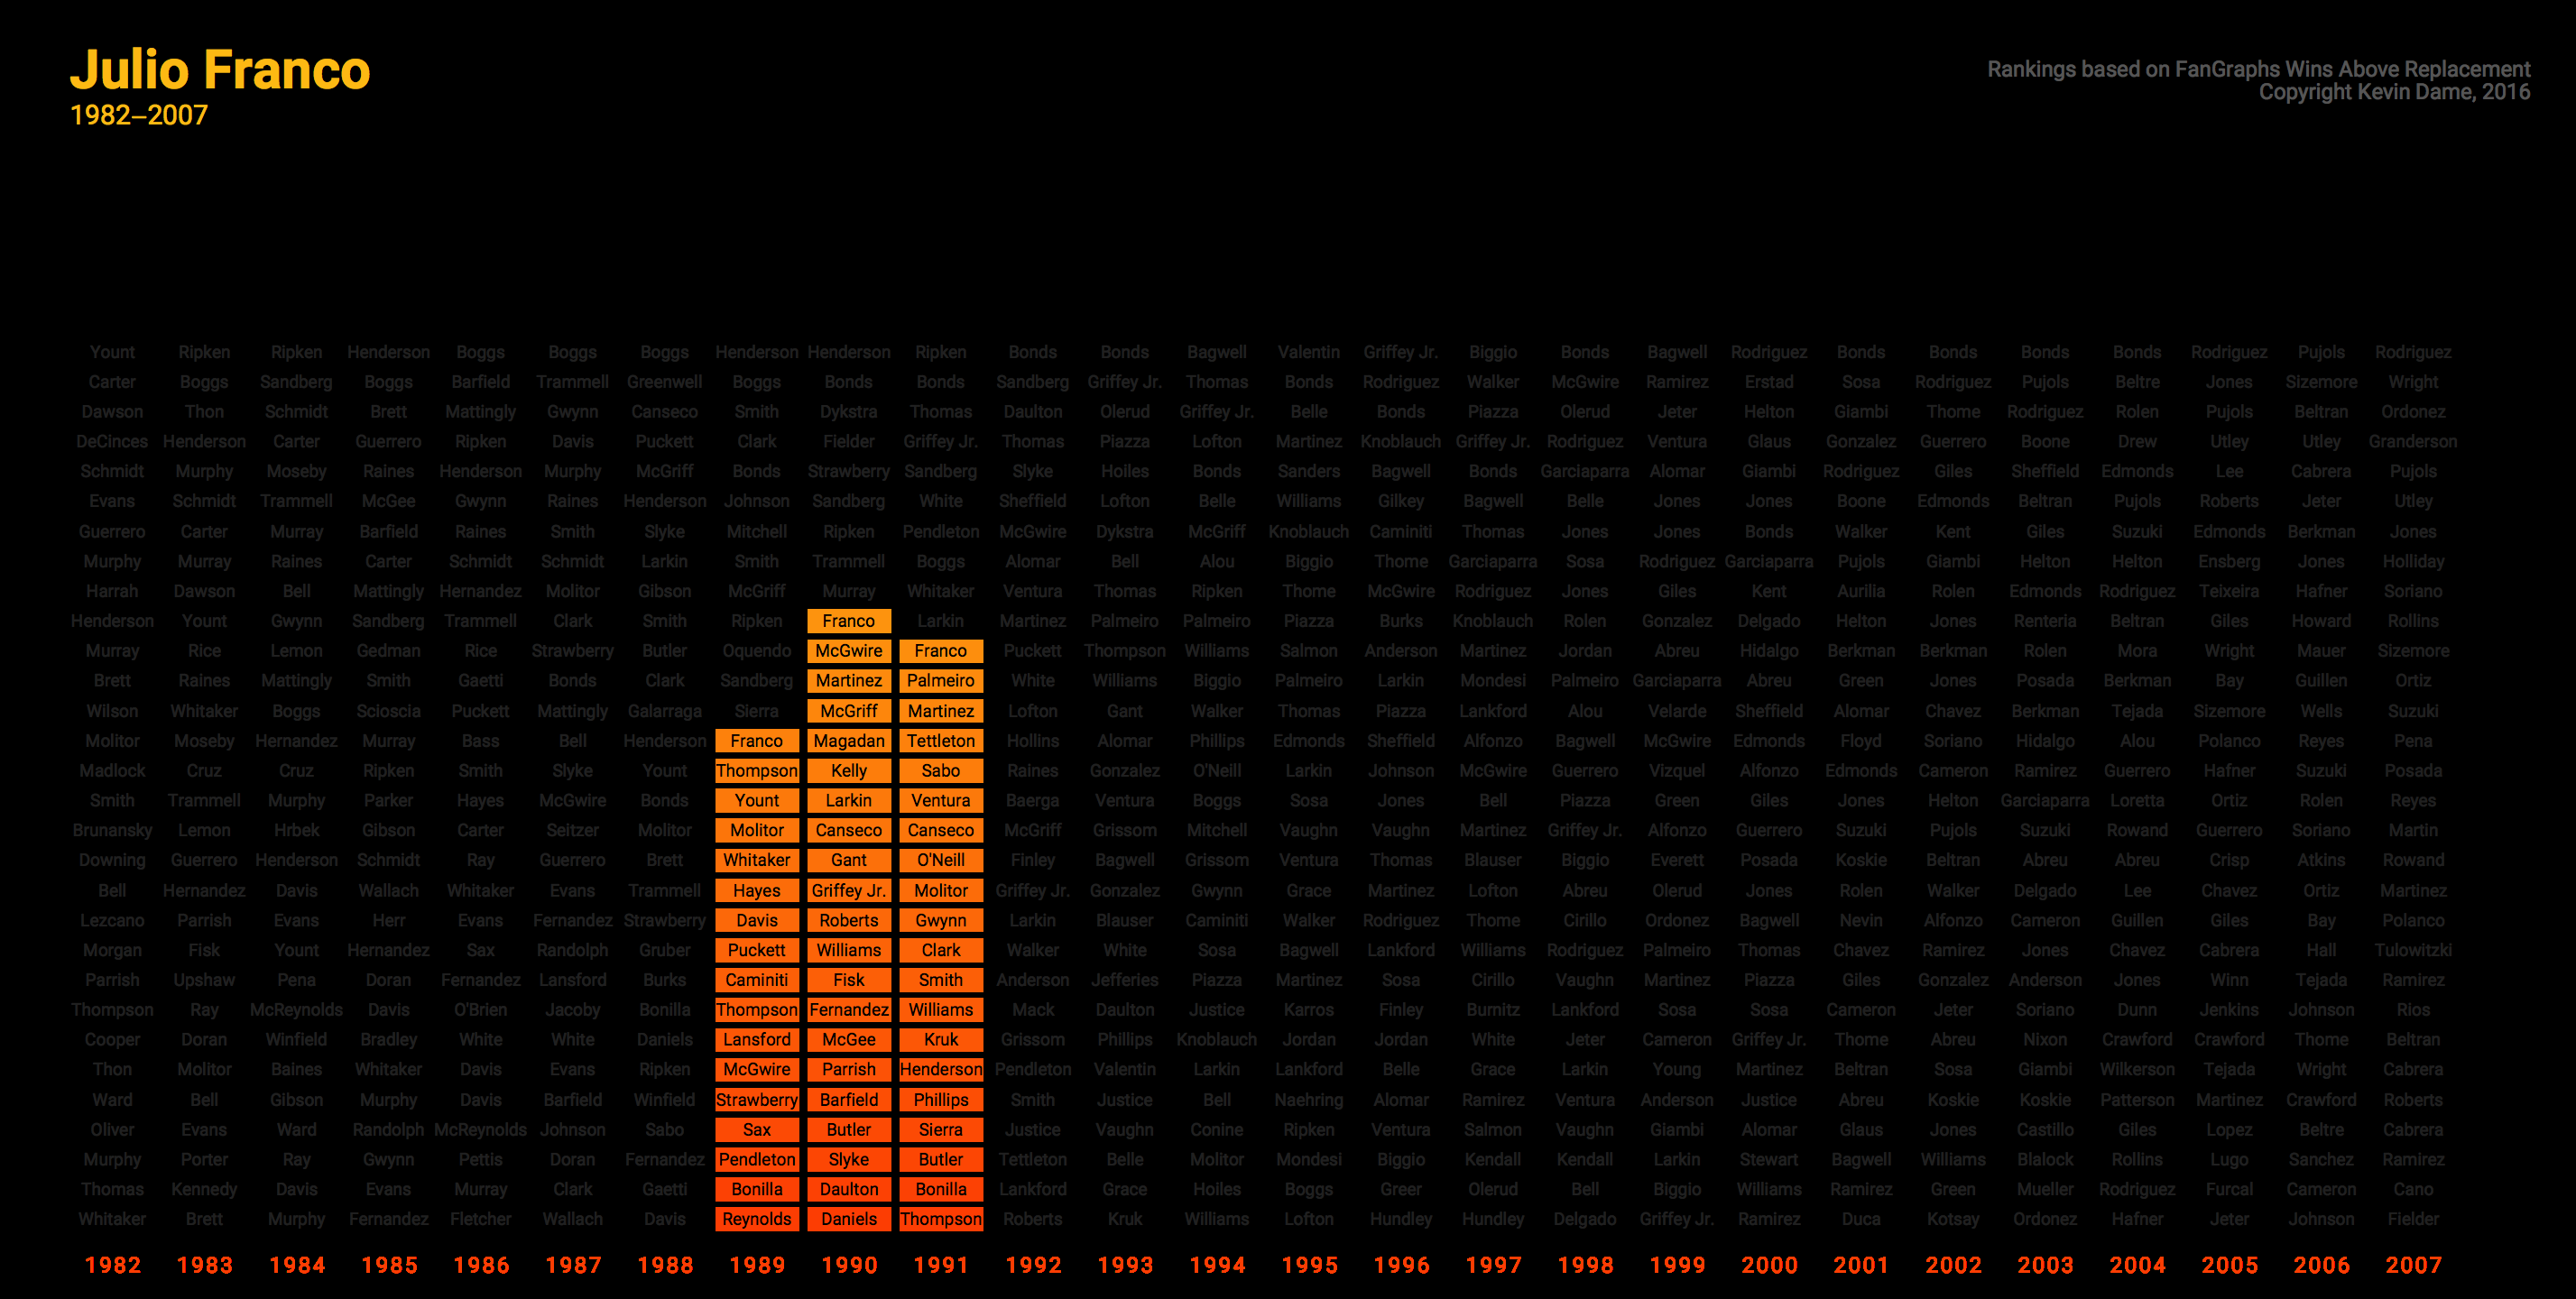 Julio Franco
1982–2007
Rankings based on FanGraphs Wins Above Replacement
Copyright Kevin Dame, 2016
Yount Ripken Ripken Henderson Boggs Boggs Boggs Henderson Henderson Ripken Bonds Bonds Bagwell Valentin Griffey Jr. Biggio Bonds Bagwell Rodriguez Bonds Bonds Bonds Bonds Rodriguez Pujols Rodriguez
Carter Boggs Sandberg Boggs Barfield Trammell Greenwell Boggs Bonds Bonds Sandberg Griffey Jr. Thomas Bonds Rodriguez Walker McGwire Ramirez Erstad Sosa Rodriguez Pujols Beltre Jones Sizemore Wright
Dawson Thon Schmidt Brett Mattingly Gwynn Canseco Smith Dykstra Thomas Daulton Olerud Griffey Jr. Belle Bonds Piazza Olerud Jeter Helton Giambi Thome Rodriguez Rolen Pujols Beltran Ordonez
DeCinces Henderson Carter Guerrero Ripken Davis Puckett Clark Fielder Griffey Jr. Thomas Piazza Lofton Martinez Knoblauch Griffey Jr. Rodriguez Ventura Glaus Gonzalez Guerrero Boone Drew Utley Utley Granderson
Schmidt Murphy Moseby Raines Henderson Murphy McGriff Bonds Strawberry Sandberg Slyke Hoiles Bonds Sanders Bagwell Bonds Garciaparra Alomar Giambi Rodriguez Giles Sheffield Edmonds Lee Cabrera Pujols
Evans Schmidt Trammell McGee Gwynn Raines Henderson Johnson Sandberg White Sheffield Lofton Belle Williams Gilkey Bagwell Belle Jones Jones Boone Edmonds Beltran Pujols Roberts Jeter Utley
Guerrero Carter Murray Barfield Raines Smith Slyke Mitchell Ripken Pendleton McGwire Dykstra McGriff Knoblauch Caminiti Thomas Jones Jones Bonds Walker Kent Giles Suzuki Edmonds Berkman Jones
Murphy Murray Raines Carter Schmidt Schmidt Larkin Smith Trammell Boggs Alomar Bell Alou Biggio Thome Garciaparra Sosa Rodriguez Garciaparra Pujols Giambi Helton Helton Ensberg Jones Holliday
Harrah Dawson Bell Mattingly Hernandez Molitor Gibson McGriff Murray Whitaker Ventura Thomas Ripken Thome McGwire Rodriguez Jones Giles Kent Aurilia Rolen Edmonds Rodriguez Teixeira Hafner Soriano
Henderson Yount Gwynn Sandberg Trammell Clark Smith Ripken Franco Larkin Martinez Palmeiro Palmeiro Piazza Burks Knoblauch Rolen Gonzalez Delgado Helton Jones Renteria Beltran Giles Howard Rollins
Murray Rice Lemon Gedman Rice Strawberry Butler Oquendo McGwire Franco Puckett Thompson Williams Salmon Anderson Martinez Jordan Abreu Hidalgo Berkman Berkman Rolen Mora Wright Mauer Sizemore
Brett Raines Mattingly Smith Gaetti Bonds Clark Sandberg Martinez Palmeiro White Williams Biggio Palmeiro Larkin Mondesi Palmeiro Garciaparra Abreu Green Jones Posada Berkman Bay Guillen Ortiz
Wilson Whitaker Boggs Scioscia Puckett Mattingly Galarraga Sierra McGriff Martinez Lofton Gant Walker Thomas Piazza Lankford Alou Velarde Sheffield Alomar Chavez Berkman Tejada Sizemore Wells Suzuki
Molitor Moseby Hernandez Murray Bass Bell Henderson Franco Magadan Tettleton Hollins Alomar Phillips Edmonds Sheffield Alfonzo Bagwell McGwire Edmonds Floyd Soriano Hidalgo Alou Polanco Reyes Pena
Madlock Cruz Cruz Ripken Smith Slyke Yount Thompson Kelly Sabo Raines Gonzalez O'Neill Larkin Johnson McGwire Guerrero Vizquel Alfonzo Edmonds Cameron Ramirez Guerrero Hafner Suzuki Posada
Smith Trammell Murphy Parker Hayes McGwire Bonds Yount Larkin Ventura Baerga Ventura Boggs Sosa Jones Bell Piazza Green Giles Jones Helton Garciaparra Loretta Ortiz Rolen Reyes
Brunansky Lemon Hrbek Gibson Carter Seitzer Molitor Molitor Canseco Canseco McGriff Grissom Mitchell Vaughn Vaughn Martinez Griffey Jr. Alfonzo Guerrero Suzuki Pujols Suzuki Rowand Guerrero Soriano Martin
Downing Guerrero Henderson Schmidt Ray Guerrero Brett Whitaker Gant O'Neill Finley Bagwell Grissom Ventura Thomas Blauser Biggio Everett Posada Koskie Beltran Abreu Abreu Crisp Atkins Rowand
Bell Hernandez Davis Wallach Whitaker Evans Trammell Hayes Griffey Jr. Molitor Griffey Jr. Gonzalez Gwynn Grace Martinez Lofton Abreu Olerud Jones Rolen Walker Delgado Lee Chavez Ortiz Martinez
Lezcano Parrish Evans Herr Evans Fernandez Strawberry Davis Roberts Gwynn Larkin Blauser Caminiti Walker Rodriguez Thome Cirillo Ordonez Bagwell Nevin Alfonzo Cameron Guillen Giles Bay Polanco
Morgan Fisk Yount Hernandez Sax Randolph Gruber Puckett Williams Clark Walker White Sosa Bagwell Lankford Williams Rodriguez Palmeiro Thomas Chavez Ramirez Jones Chavez Cabrera Hall Tulowitzki
Parrish Upshaw Pena Doran Fernandez Lansford Burks Caminiti Fisk Smith Anderson Jefferies Piazza Martinez Sosa Cirillo Vaughn Martinez Piazza Giles Gonzalez Anderson Jones Winn Tejada Ramirez
Thompson Ray McReynolds Davis O'Brien Jacoby Bonilla Thompson Fernandez Williams Mack Daulton Justice Karros Finley Burnitz Lankford Sosa Sosa Cameron Jeter Soriano Dunn Jenkins Johnson Rios
Cooper Doran Winfield Bradley White White Daniels Lansford McGee Kruk Grissom Phillips Knoblauch Jordan Jordan White Jeter Cameron Griffey Jr. Thome Abreu Nixon Crawford Crawford Thome Beltran
Thon Molitor Baines Whitaker Davis Evans Ripken McGwire Parrish Henderson Pendleton Valentin Larkin Lankford Belle Grace Larkin Young Martinez Beltran Sosa Giambi Wilkerson Tejada Wright Cabrera
Ward Bell Gibson Murphy Davis Barfield Winfield Strawberry Barfield Phillips Smith Justice Bell Naehring Alomar Ramirez Ventura Anderson Justice Abreu Koskie Koskie Patterson Martinez Crawford Roberts
Oliver Evans Ward Randolph McReynolds Johnson Sabo Sax Butler Sierra Justice Vaughn Conine Ripken Ventura Salmon Vaughn Giambi Alomar Glaus Jones Castillo Giles Lopez Beltre Cabrera
Murphy Porter Ray Gwynn Pettis Doran Fernandez Pendleton Slyke Butler Tettleton Belle Molitor Mondesi Biggio Kendall Kendall Larkin Stewart Bagwell Williams Blalock Rollins Lugo Sanchez Ramirez
Thomas Kennedy Davis Evans Murray Clark Gaetti Bonilla Daulton Bonilla Lankford Grace Hoiles Boggs Greer Olerud Bell Biggio Williams Ramirez Green Mueller Rodriguez Furcal Cameron Cano
Whitaker Brett Murphy Fernandez Fletcher Wallach Davis Reynolds Daniels Thompson Roberts Kruk Williams Lofton Hundley Hundley Delgado Griffey Jr. Ramirez Duca Kotsay Ordonez Hafner Jeter Johnson Fielder
1982 1983 1984 1985 1986 1987 1988 1989 1990 1991 1992 1993 1994 1995 1996 1997 1998 1999 2000 2001 2002 2003 2004 2005 2006 2007